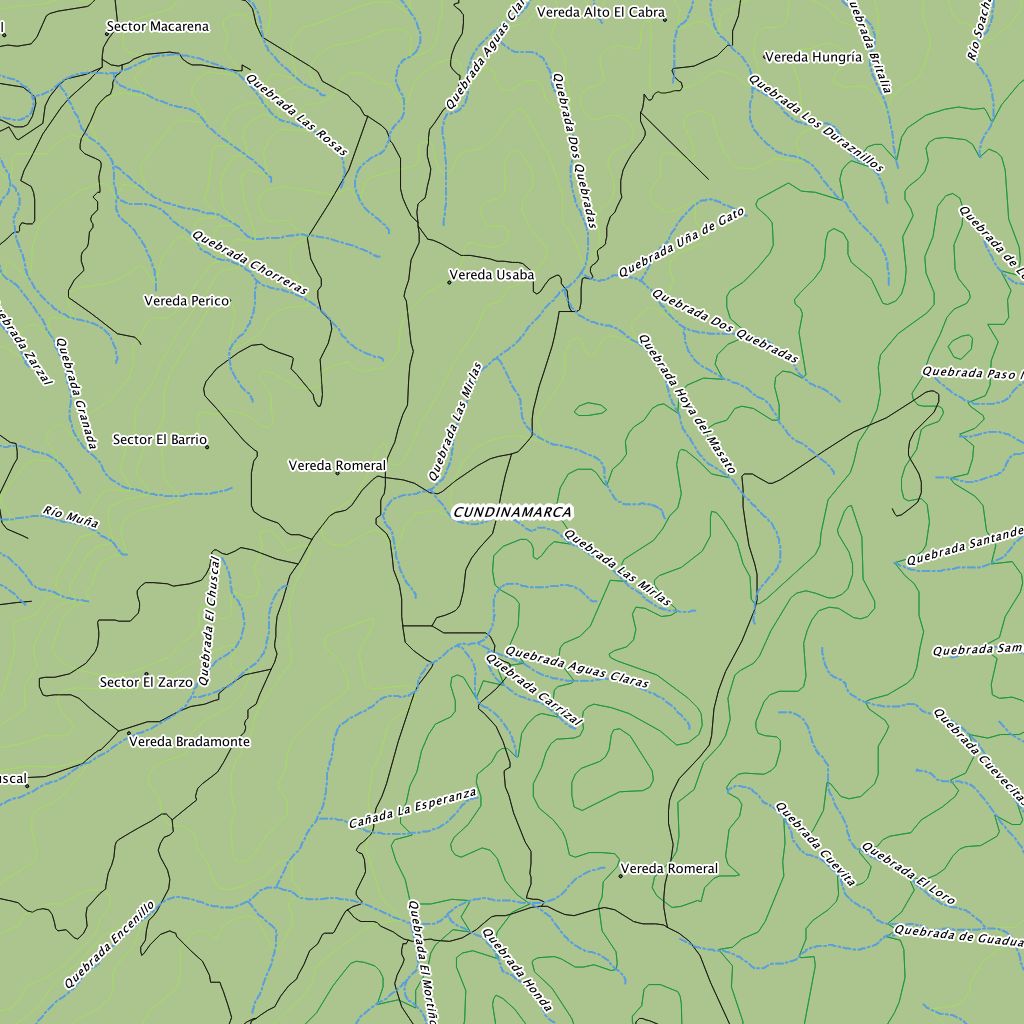 Vereda Alto El Cabra
Sector Macarena
Vereda Hungría
Quebrada Britalia
Quebrada Las Rosas
Quebrada Dos Quebradas
Quebrada Los Duraznillos
Quebrada Uña de Gato
Quebrada Chorreras
Vereda Usaba
Vereda Perico
Quebrada Dos Quebradas
Quebrada Granada
Quebrada Hoya del Masato
Quebrada Las Mirlas
Sector El Barrio
Vereda Romeral
Río Muña
CUNDINAMARCA
Quebrada Las Mirlas
Quebrada El Chuscal
Quebrada Aguas Claras
Quebrada Carrizal
Sector El Zarzo
Vereda Bradamonte
Cañada La Esperanza
Quebrada Cuevita
Quebrada El Loro
Vereda Romeral
Quebrada Encenillo
Quebrada Honda